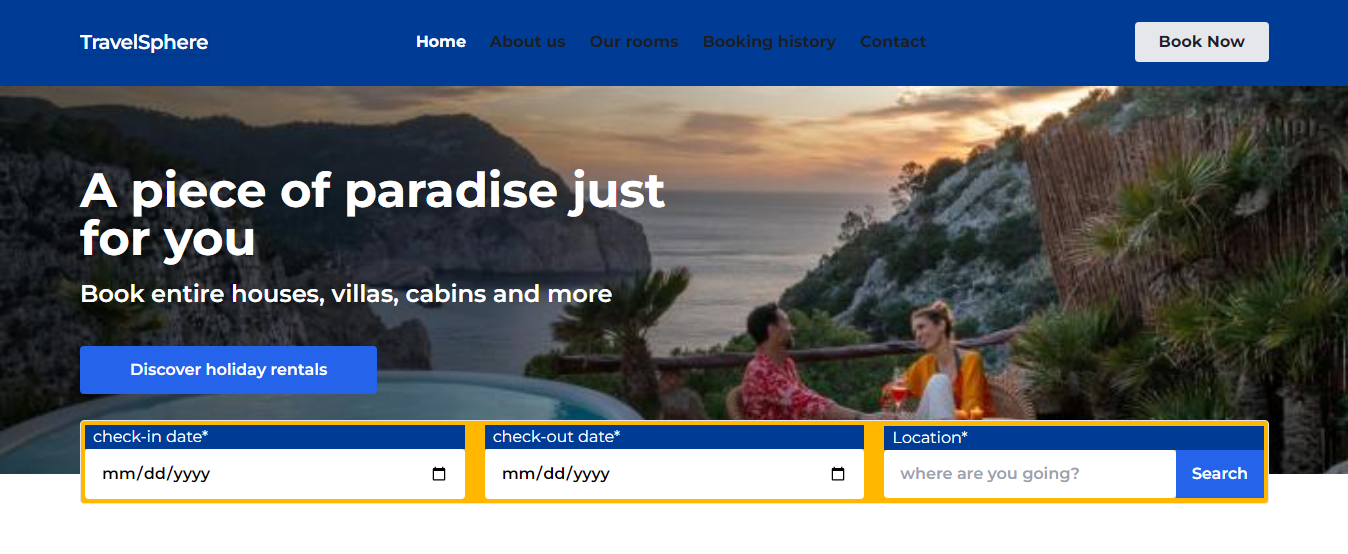 TravelSphere
Home About us Our rooms Booking history Contact
Book Now
A piece of paradise just
for you
Book entire houses, villas, cabins and more
Discover holiday rentals
check-in date* check-out date* Location*
mm/dd/yyyy mm/dd/yyyy where are you going? Search